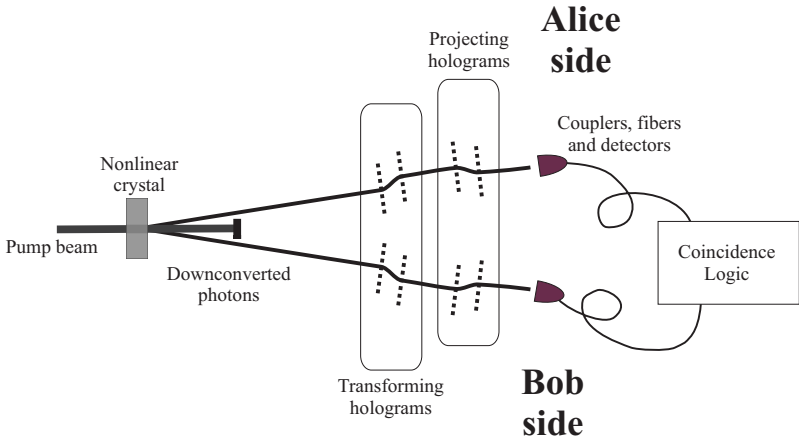 Alice
side
Projecting
holograms
Couplers, fibers
and detectors
Nonlinear
crystal
Pump beam
Downconverted
photons
Coincidence
Logic
Transforming
holograms
Bob
side